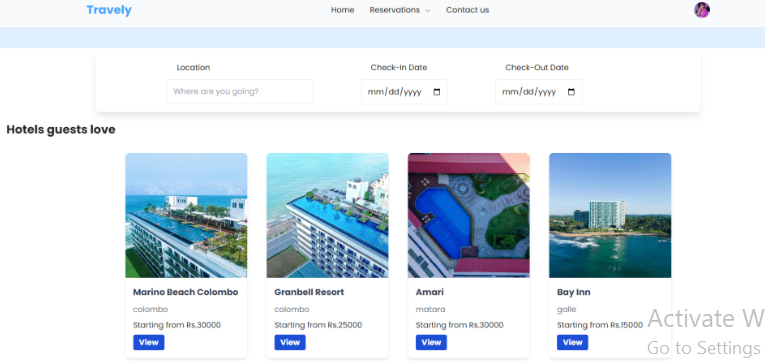 Travely
Home Reservations Contact us
Location Check-In Date Check-Out Date
Where are you going? mm/dd/yyyy mm/dd/yyyy
Hotels guests love
Marino Beach Colombo Granbell Resort Amari Bay Inn
colombo colombo matara galle
Starting from Rs.30000 Starting from Rs.25000 Starting from Rs.30000 Starting from Rs.15000
View View View View
Activate W
Go to Settings